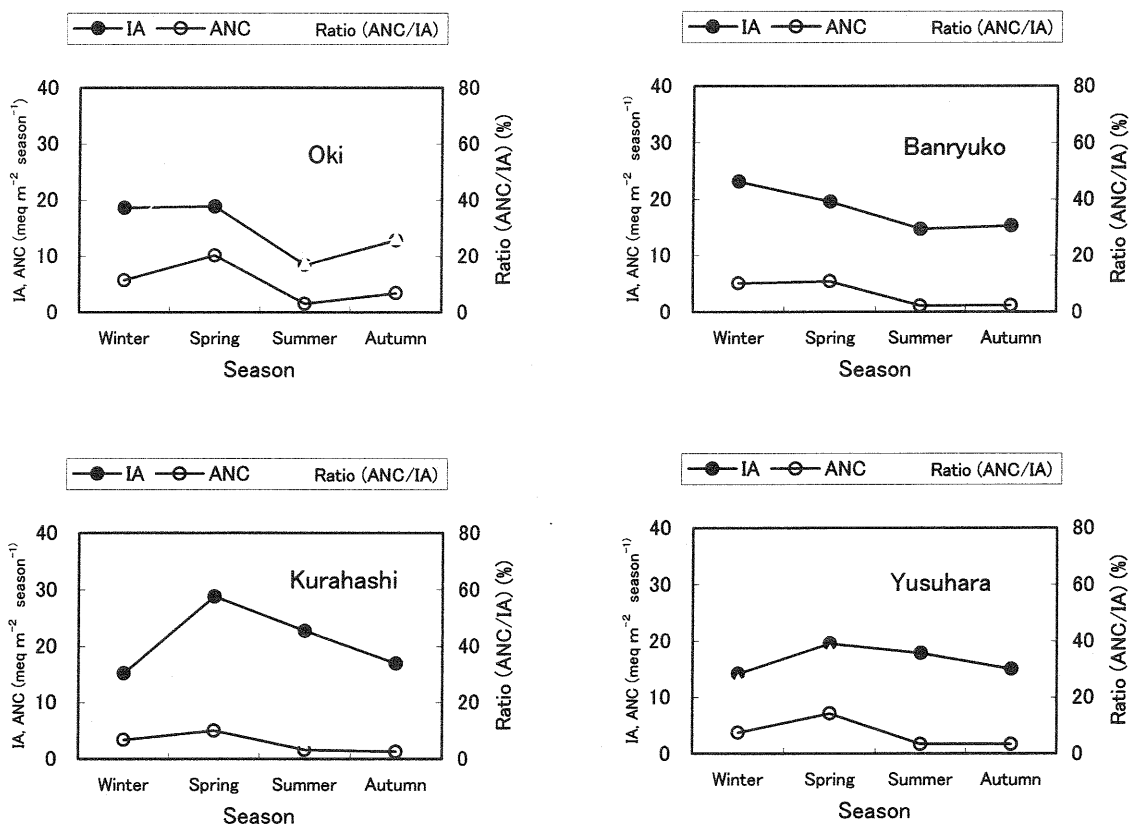 IA ANC Ratio (ANC/IA)
IA, ANC (meq m⁻² season⁻¹)
40
30
20
10
0
Oki
80
60
40
20
0
Ratio (ANC/IA) (%)
Winter Spring Summer Autumn
Season
IA ANC Ratio (ANC/IA)
IA, ANC (meq m⁻² season⁻¹)
40
30
20
10
0
Banryuko
80
60
40
20
0
Ratio (ANC/IA) (%)
Winter Spring Summer Autumn
Season
IA ANC Ratio (ANC/IA)
IA, ANC (meq m⁻² season⁻¹)
40
30
20
10
0
Kurahashi
80
60
40
20
0
Ratio (ANC/IA) (%)
Winter Spring Summer Autumn
Season
IA ANC Ratio (ANC/IA)
IA, ANC (meq m⁻² season⁻¹)
40
30
20
10
0
Yusuhara
80
60
40
20
0
Ratio (ANC/IA) (%)
Winter Spring Summer Autumn
Season